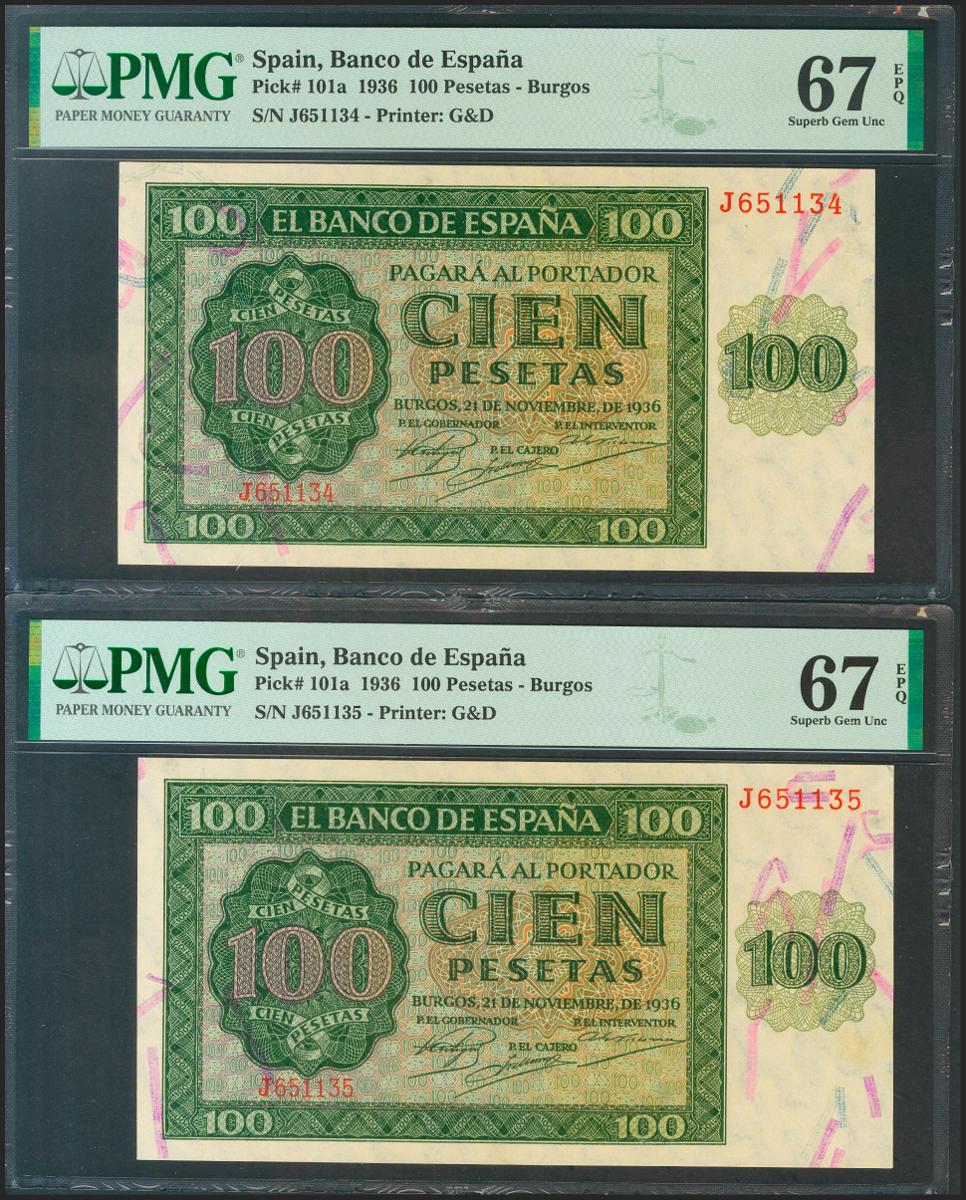 PMG®
PAPER MONEY GUARANTY
Spain, Banco de España
Pick# 101a 1936 100 Pesetas - Burgos
S/N J651134 - Printer: G&D
67 EPQ
Superb Gem Unc
100 EL BANCO DE ESPAÑA 100
J651134
PAGARÁ AL PORTADOR
CIEN
PESETAS
CIEN PESETAS
100
CIEN PESETAS
100
BURGOS, 21 DE NOVIEMBRE, DE 1936
P. EL GOBERNADOR P. EL INTERVENTOR
P. EL CAJERO
J651134
100 100
PMG®
PAPER MONEY GUARANTY
Spain, Banco de España
Pick# 101a 1936 100 Pesetas - Burgos
S/N J651135 - Printer: G&D
67 EPQ
Superb Gem Unc
100 EL BANCO DE ESPAÑA 100
J651135
PAGARÁ AL PORTADOR
CIEN
PESETAS
CIEN PESETAS
100
CIEN PESETAS
100
BURGOS, 21 DE NOVIEMBRE, DE 1936
P. EL GOBERNADOR P. EL INTERVENTOR
P. EL CAJERO
J651135
100 100